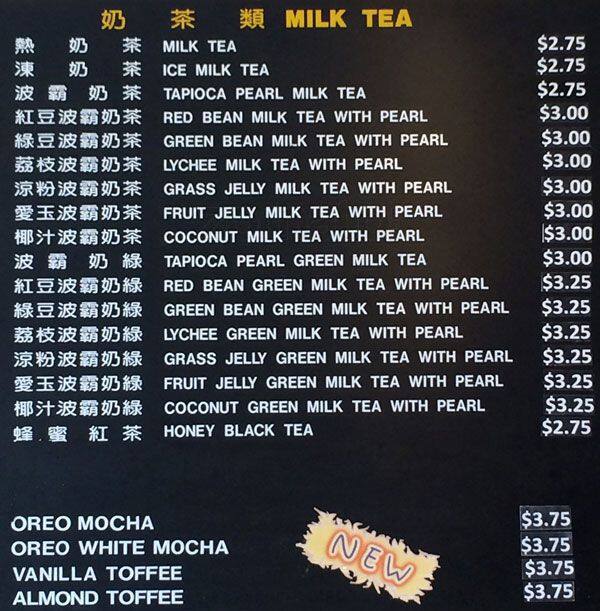 奶茶類 MILK TEA
熱奶茶 MILK TEA $2.75
凍奶茶 ICE MILK TEA $2.75
波霸奶茶 TAPIOCA PEARL MILK TEA $2.75
紅豆波霸奶茶 RED BEAN MILK TEA WITH PEARL $3.00
綠豆波霸奶茶 GREEN BEAN MILK TEA WITH PEARL $3.00
荔枝波霸奶茶 LYCHEE MILK TEA WITH PEARL $3.00
涼粉波霸奶茶 GRASS JELLY MILK TEA WITH PEARL $3.00
愛玉波霸奶茶 FRUIT JELLY MILK TEA WITH PEARL $3.00
椰汁波霸奶茶 COCONUT MILK TEA WITH PEARL $3.00
波霸奶綠 TAPIOCA PEARL GREEN MILK TEA $3.00
紅豆波霸奶綠 RED BEAN GREEN MILK TEA WITH PEARL $3.25
綠豆波霸奶綠 GREEN BEAN GREEN MILK TEA WITH PEARL $3.25
荔枝波霸奶綠 LYCHEE GREEN MILK TEA WITH PEARL $3.25
涼粉波霸奶綠 GRASS JELLY GREEN MILK TEA WITH PEARL $3.25
愛玉波霸奶綠 FRUIT JELLY GREEN MILK TEA WITH PEARL $3.25
椰汁波霸奶綠 COCONUT GREEN MILK TEA WITH PEARL $3.25
蜂蜜紅茶 HONEY BLACK TEA $2.75
OREO MOCHA $3.75
OREO WHITE MOCHA $3.75
NEW
VANILLA TOFFEE $3.75
ALMOND TOFFEE $3.75